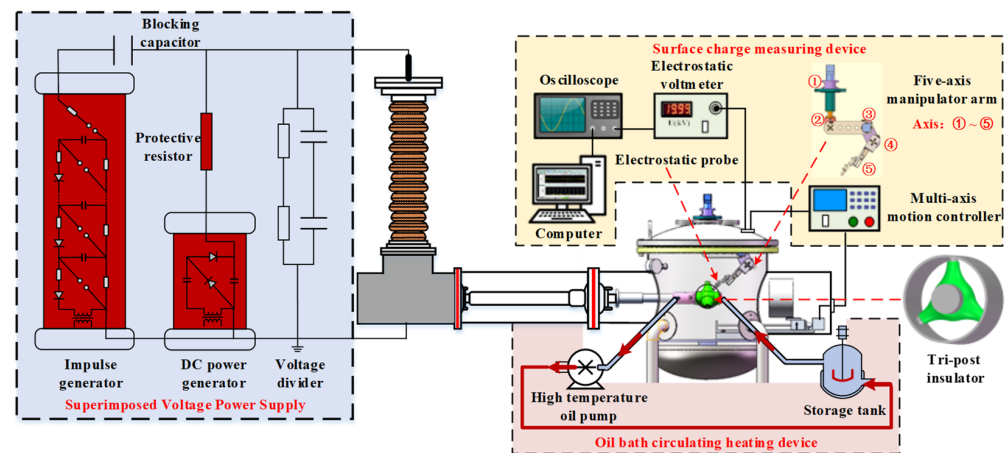 Blocking
capacitor
Protective
resistor
Impulse
generator
DC power
generator
Voltage
divider
Superimposed Voltage Power Supply
Surface charge measuring device
Oscilloscope
Electrostatic
voltmeter
1999
U(kV)
Five-axis
manipulator arm
Axis: ①~⑤
①
②
③
④
⑤
Electrostatic probe
Computer
Multi-axis
motion controller
Tri-post
insulator
High temperature
oil pump
Storage tank
Oil bath circulating heating device